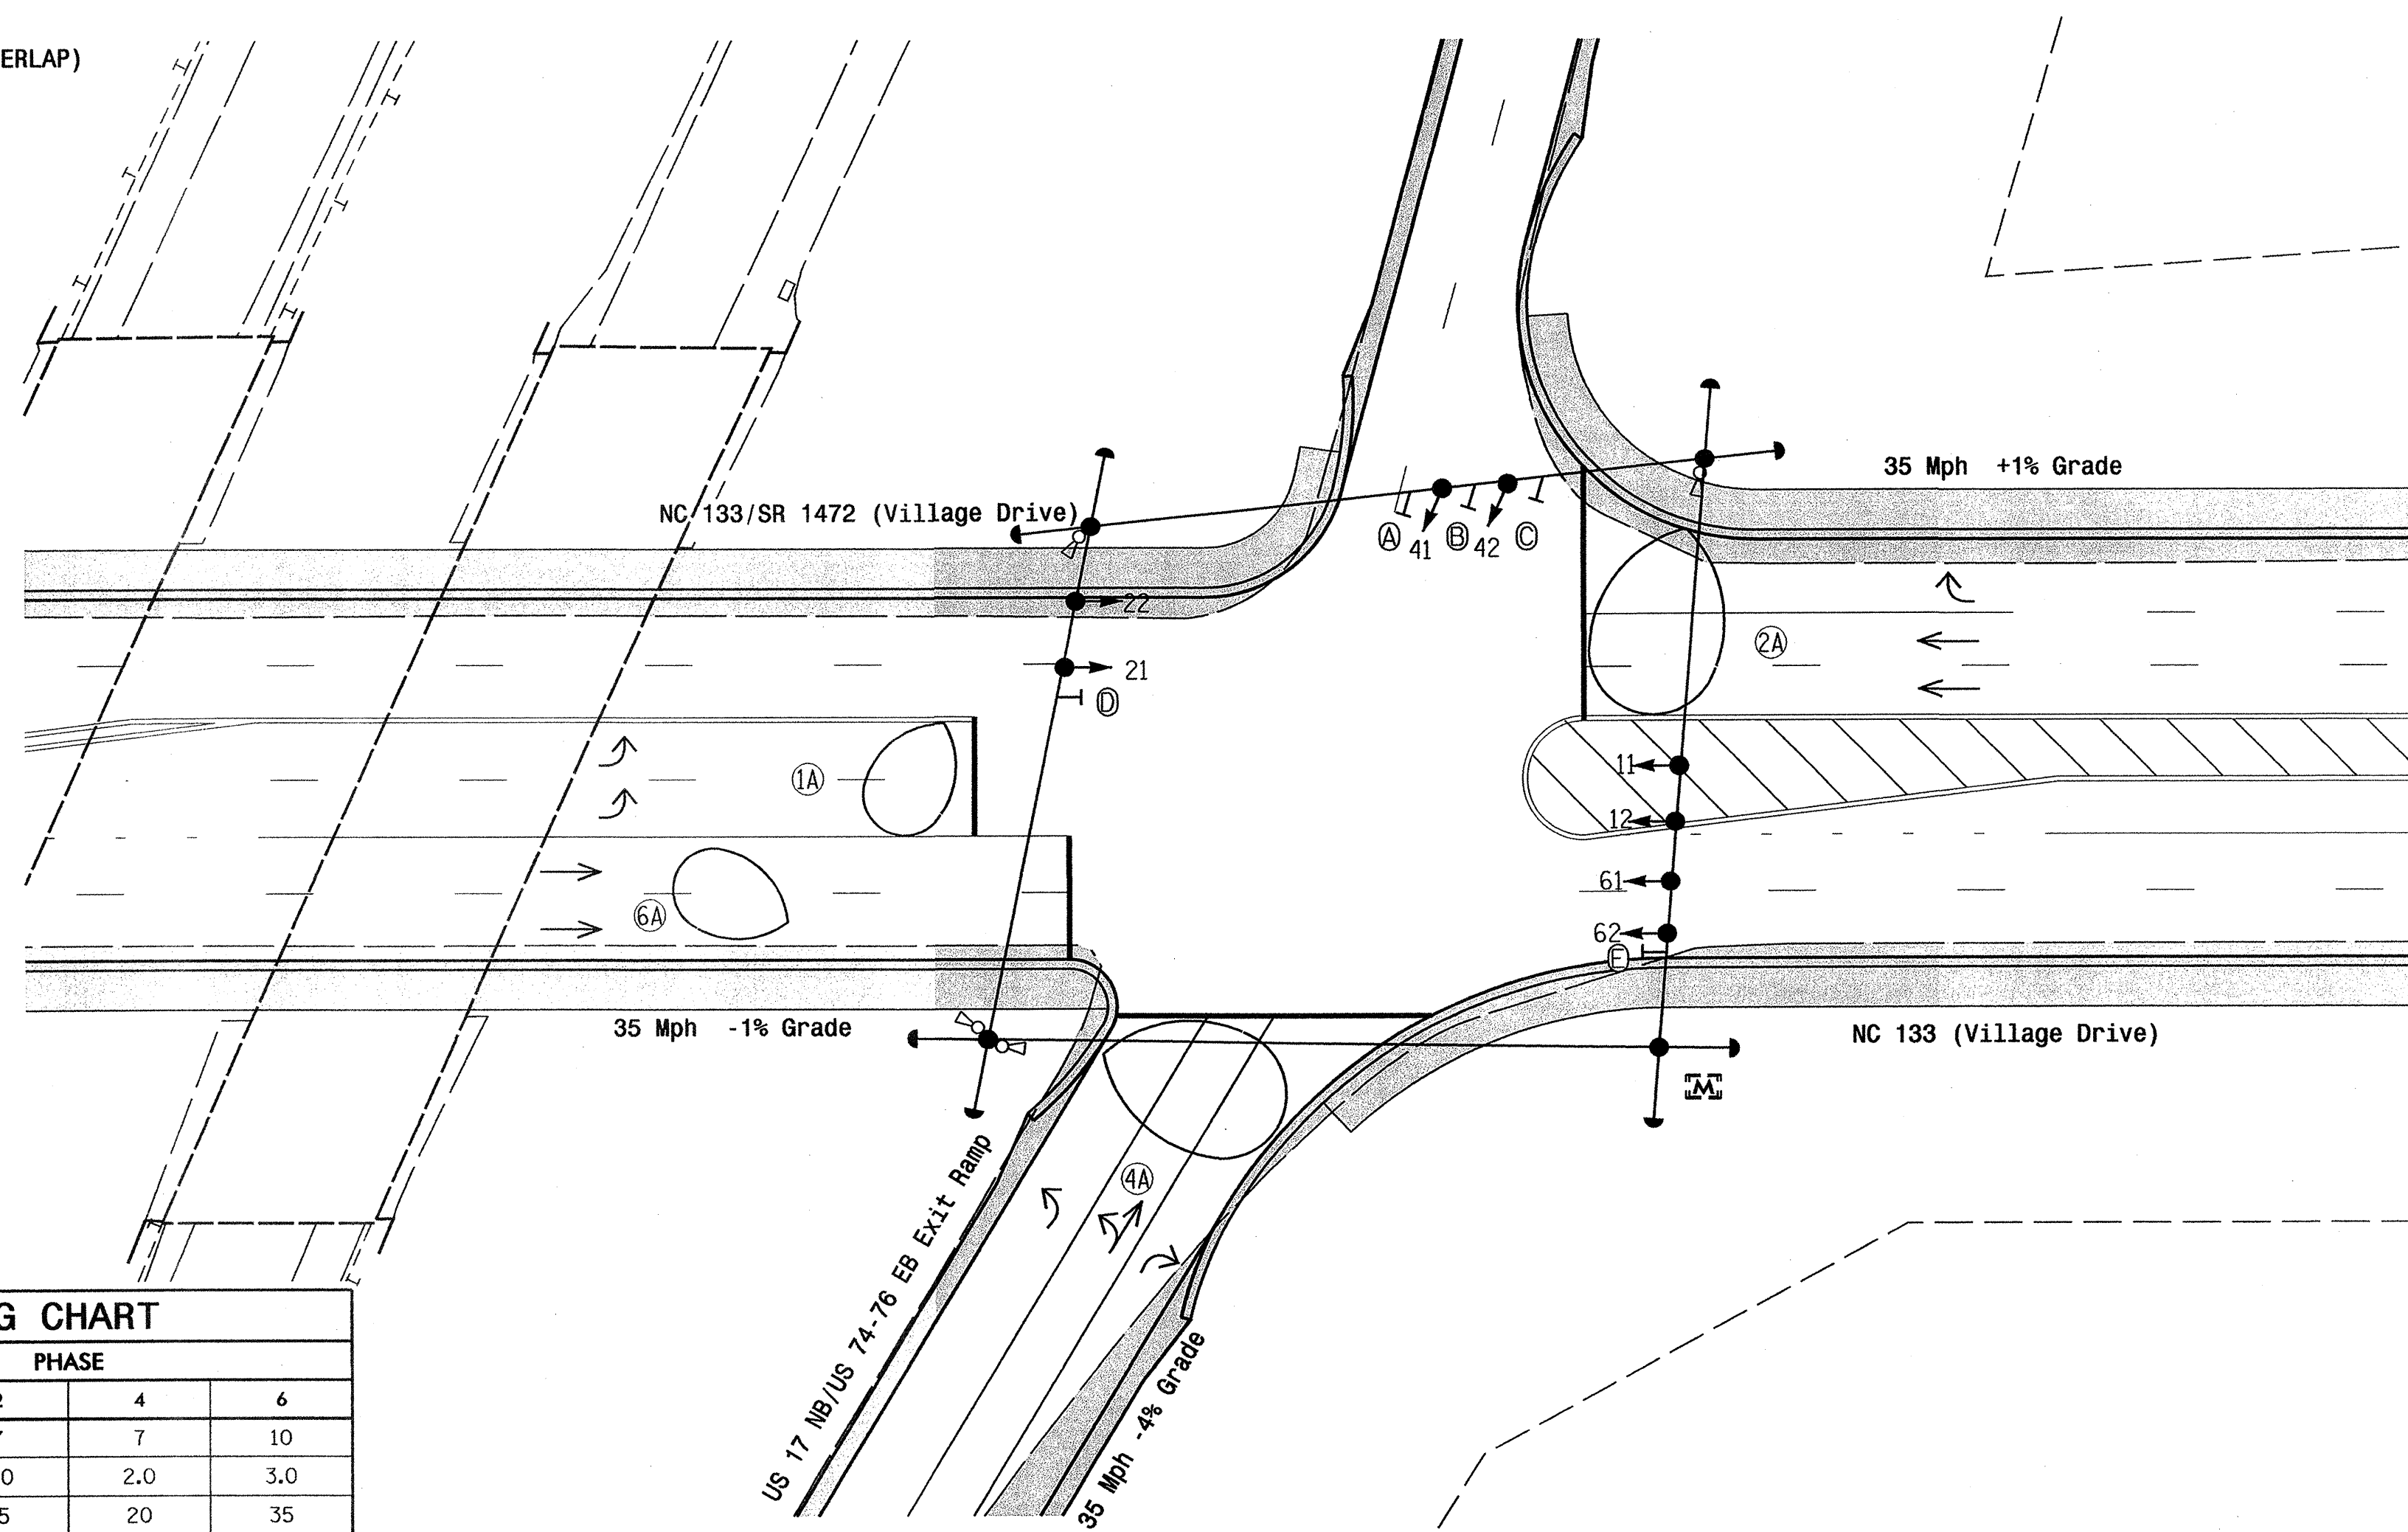 ERLAP)
35 Mph +1% Grade
NC 133/SR 1472 (Village Drive)
A 41 B 42 C
22
2A
21
D
11
1A
12
61
6A
62
E
35 Mph -1% Grade
NC 133 (Village Drive)
M
4A
US 17 NB/US 74-76 EB Exit Ramp
35 Mph -4% Grade
G CHART
PHASE
4 6
7 10
0 2.0 3.0
5 20 35